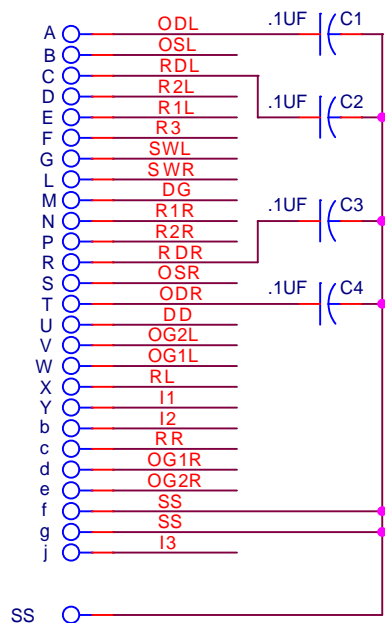 A ODL .1UF C1
B OSL
C RDL
D R2L .1UF C2
E R1L
F R3
G SWL
L SWR
M DG
N R1R .1UF C3
P R2R
R RDR
S OSR
T ODR .1UF C4
U DD
V OG2L
W OG1L
X RL
Y I1
b I2
c RR
d OG1R
e OG2R
f SS
g SS
j I3
SS